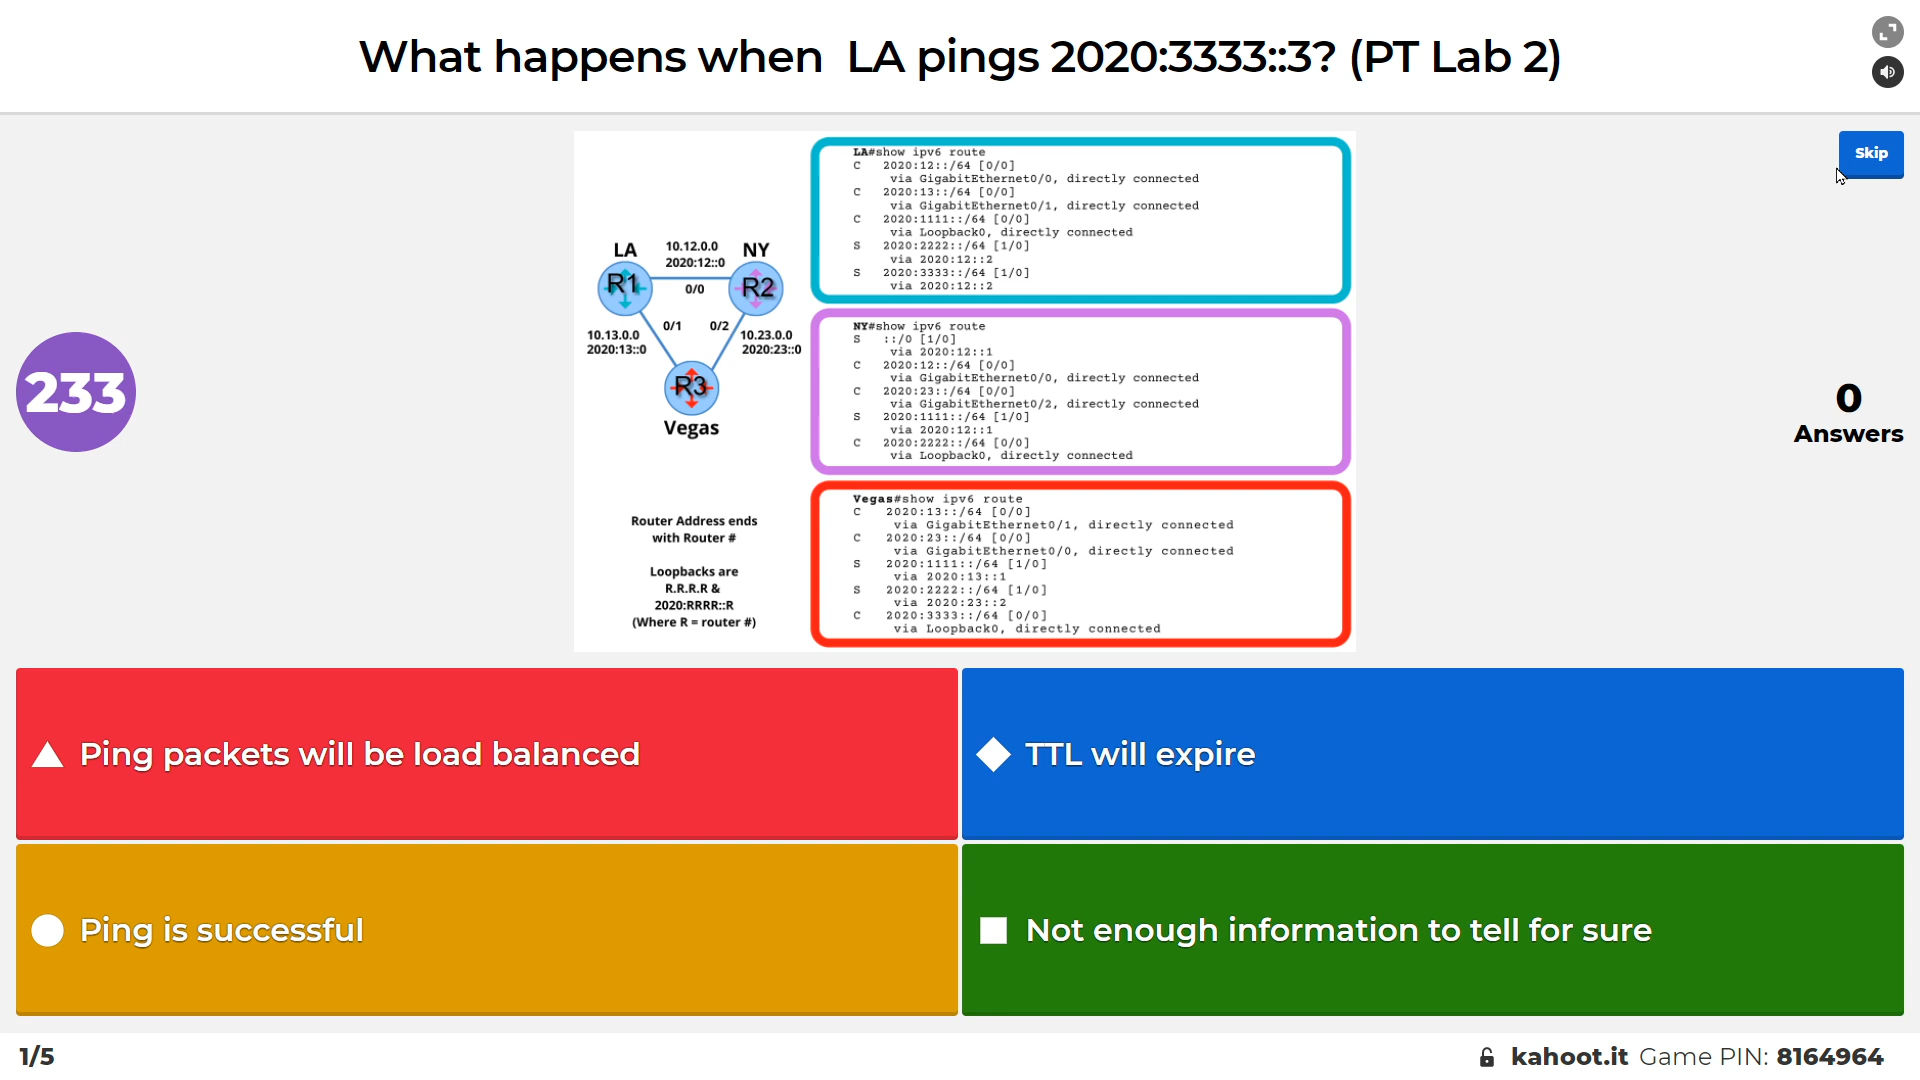 What happens when  LA pings 2020:3333::3? (PT Lab 2)
Skip
LA#show ipv6 route
C 2020:12::/64 [0/0]
via GigabitEthernet0/0, directly connected
C 2020:13::/64 [0/0]
via GigabitEthernet0/1, directly connected
C 2020:1111::/64 [0/0]
via Loopback0, directly connected
S 2020:2222::/64 [1/0]
via 2020:12::2
S 2020:3333::/64 [1/0]
via 2020:12::2
LA
10.12.0.0
2020:12::0
NY
R1
R2
0/0
0/1
0/2
10.13.0.0
2020:13::0
10.23.0.0
2020:23::0
R3
Vegas
NY#show ipv6 route
S ::/0 [1/0]
via 2020:12::1
C 2020:12::/64 [0/0]
via GigabitEthernet0/0, directly connected
C 2020:23::/64 [0/0]
via GigabitEthernet0/2, directly connected
S 2020:1111::/64 [1/0]
via 2020:12::1
C 2020:2222::/64 [0/0]
via Loopback0, directly connected
Router Address ends
with Router #
Loopbacks are
R.R.R.R &
2020:RRRR::R
(Where R = router #)
Vegas#show ipv6 route
C 2020:13::/64 [0/0]
via GigabitEthernet0/1, directly connected
C 2020:23::/64 [0/0]
via GigabitEthernet0/0, directly connected
S 2020:1111::/64 [1/0]
via 2020:13::1
S 2020:2222::/64 [1/0]
via 2020:23::2
C 2020:3333::/64 [0/0]
via Loopback0, directly connected
233
0
Answers
Ping packets will be load balanced
TTL will expire
Ping is successful
Not enough information to tell for sure
1/5
kahoot.it Game PIN: 8164964